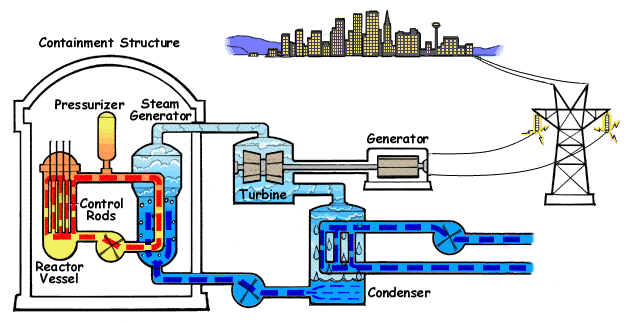 Containment Structure
Pressurizer
Steam
Generator
Generator
Turbine
Control
Rods
Reactor
Vessel
Condenser